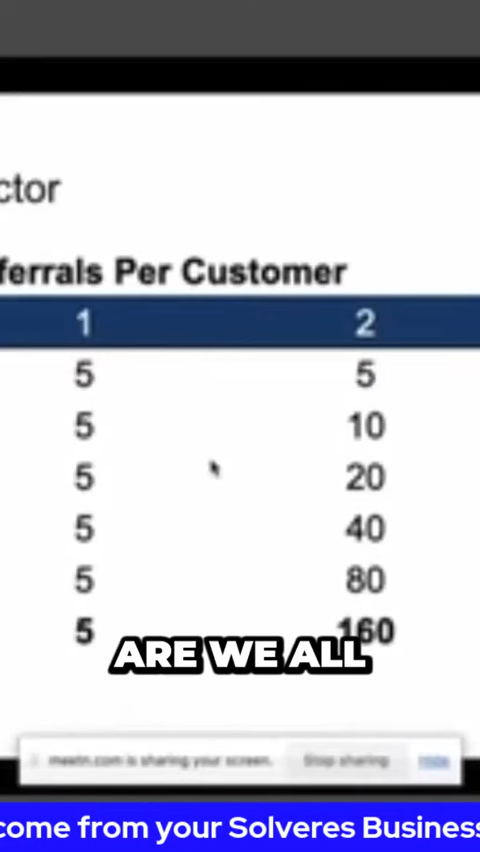 ctor
ferrals Per Customer
1 2
5 5
5 10
5 20
5 40
5 80
5 160
ARE WE ALL
meetn.com is sharing your screen. Stop sharing Hide
come from your Solveres Business